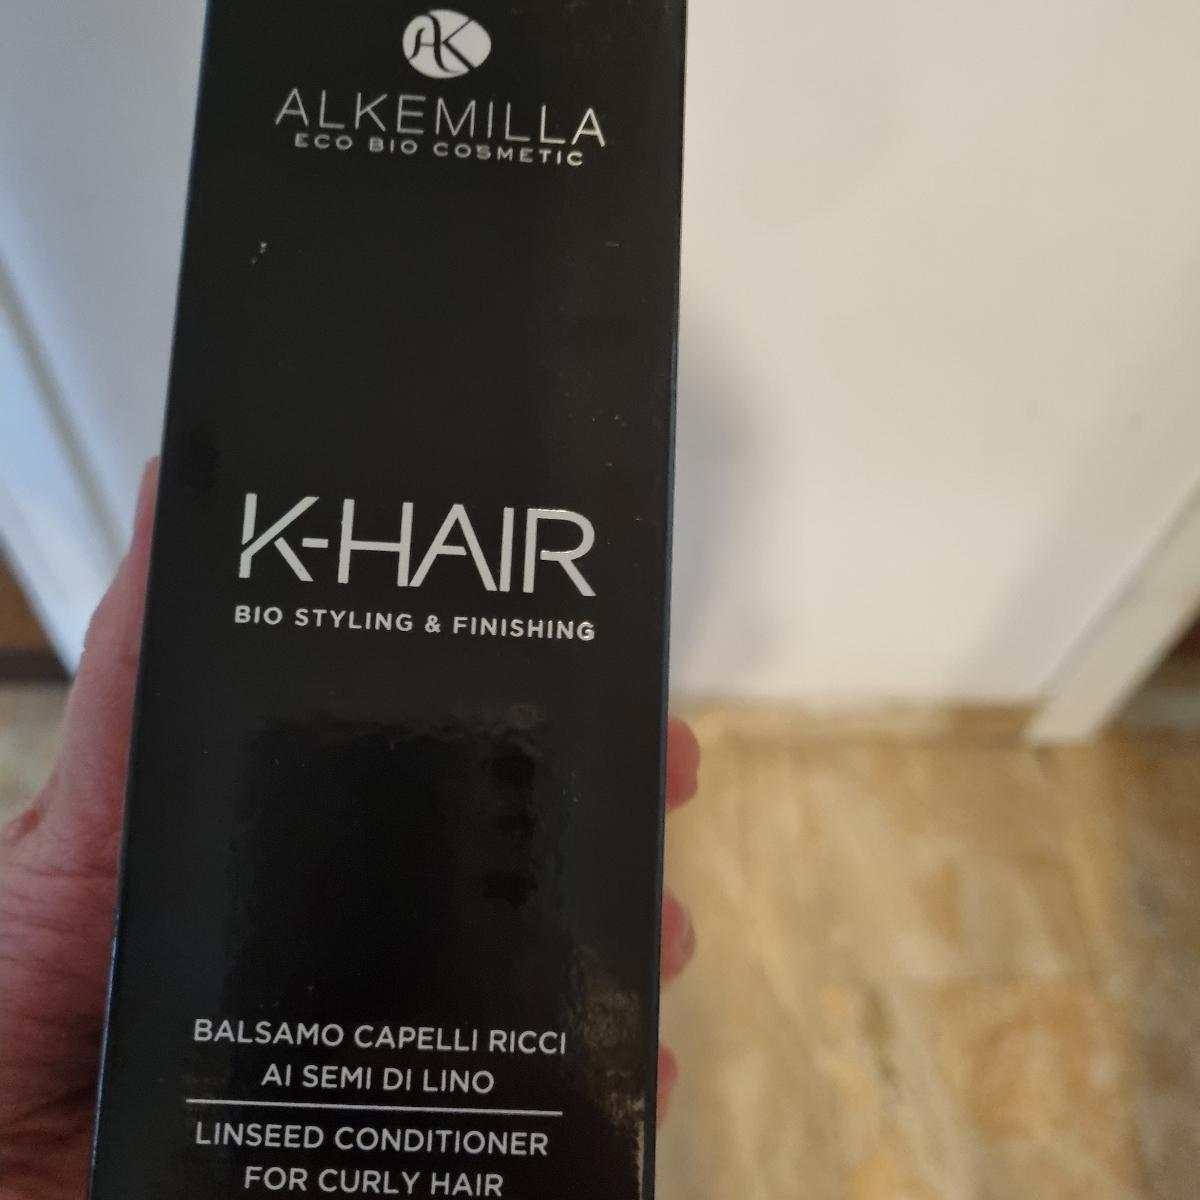 AK
ALKEMILLA
ECO BIO COSMETIC
K-HAIR
BIO STYLING & FINISHING
BALSAMO CAPELLI RICCI
AI SEMI DI LINO
LINSEED CONDITIONER
FOR CURLY HAIR